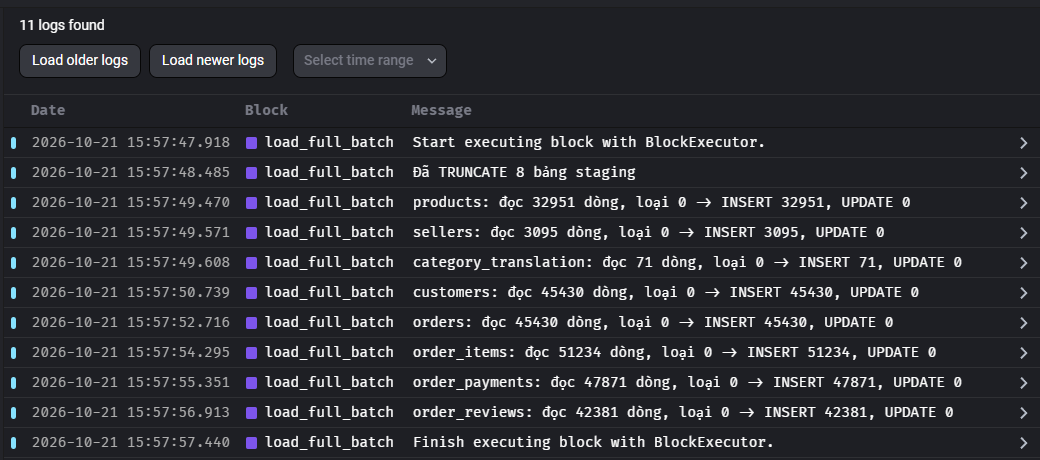 11 logs found
Load older logs Load newer logs Select time range
Date Block Message
2026-10-21 15:57:47.918 load_full_batch Start executing block with BlockExecutor.
2026-10-21 15:57:48.485 load_full_batch Đã TRUNCATE 8 bảng staging
2026-10-21 15:57:49.470 load_full_batch products: đọc 32951 dòng, loại 0 → INSERT 32951, UPDATE 0
2026-10-21 15:57:49.571 load_full_batch sellers: đọc 3095 dòng, loại 0 → INSERT 3095, UPDATE 0
2026-10-21 15:57:49.608 load_full_batch category_translation: đọc 71 dòng, loại 0 → INSERT 71, UPDATE 0
2026-10-21 15:57:50.739 load_full_batch customers: đọc 45430 dòng, loại 0 → INSERT 45430, UPDATE 0
2026-10-21 15:57:52.716 load_full_batch orders: đọc 45430 dòng, loại 0 → INSERT 45430, UPDATE 0
2026-10-21 15:57:54.295 load_full_batch order_items: đọc 51234 dòng, loại 0 → INSERT 51234, UPDATE 0
2026-10-21 15:57:55.351 load_full_batch order_payments: đọc 47871 dòng, loại 0 → INSERT 47871, UPDATE 0
2026-10-21 15:57:56.913 load_full_batch order_reviews: đọc 42381 dòng, loại 0 → INSERT 42381, UPDATE 0
2026-10-21 15:57:57.440 load_full_batch Finish executing block with BlockExecutor.